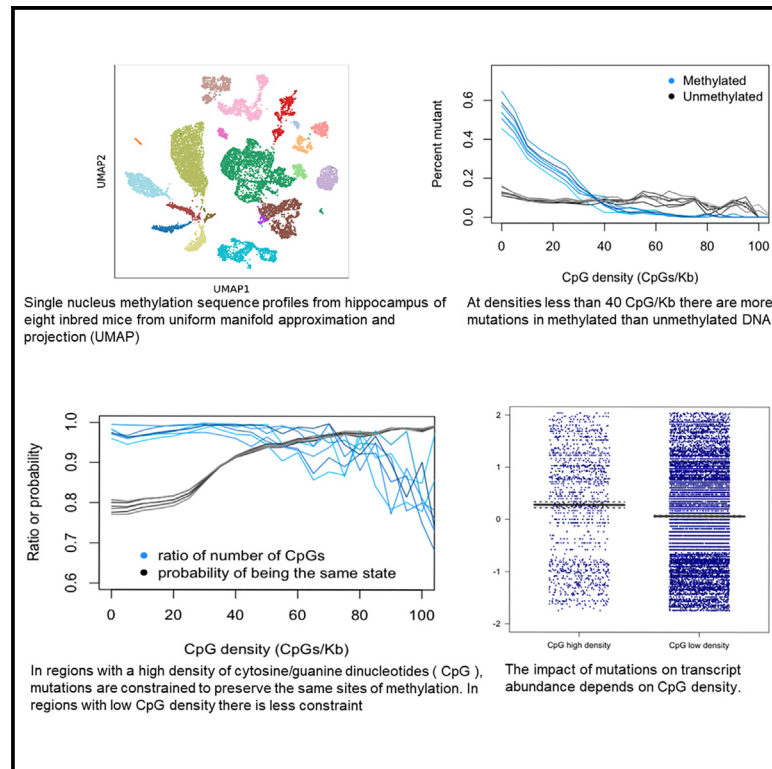 UMAP2
UMAP1
Single nucleus methylation sequence profiles from hippocampus of
eight inbred mice from uniform manifold approximation and
projection (UMAP)
Percent mutant
0.6
0.4
0.2
0.0
Methylated
Unmethylated
0 20 40 60 80 100
CpG density (CpGs/Kb)
At densities less than 40 CpG/Kb there are more
mutations in methylated than unmethylated DNA
Ratio or probability
1.0
0.9
0.8
0.7
0.6
ratio of number of CpGs
probability of being the same state
0 20 40 60 80 100
CpG density (CpGs/Kb)
In regions with a high density of cytosine/guanine dinucleotides ( CpG ),
mutations are constrained to preserve the same sites of methylation. In
regions with low CpG density there is less constraint
2
1
0
-1
-2
CpG high density CpG low density
The impact of mutations on transcript
abundance depends on CpG density.